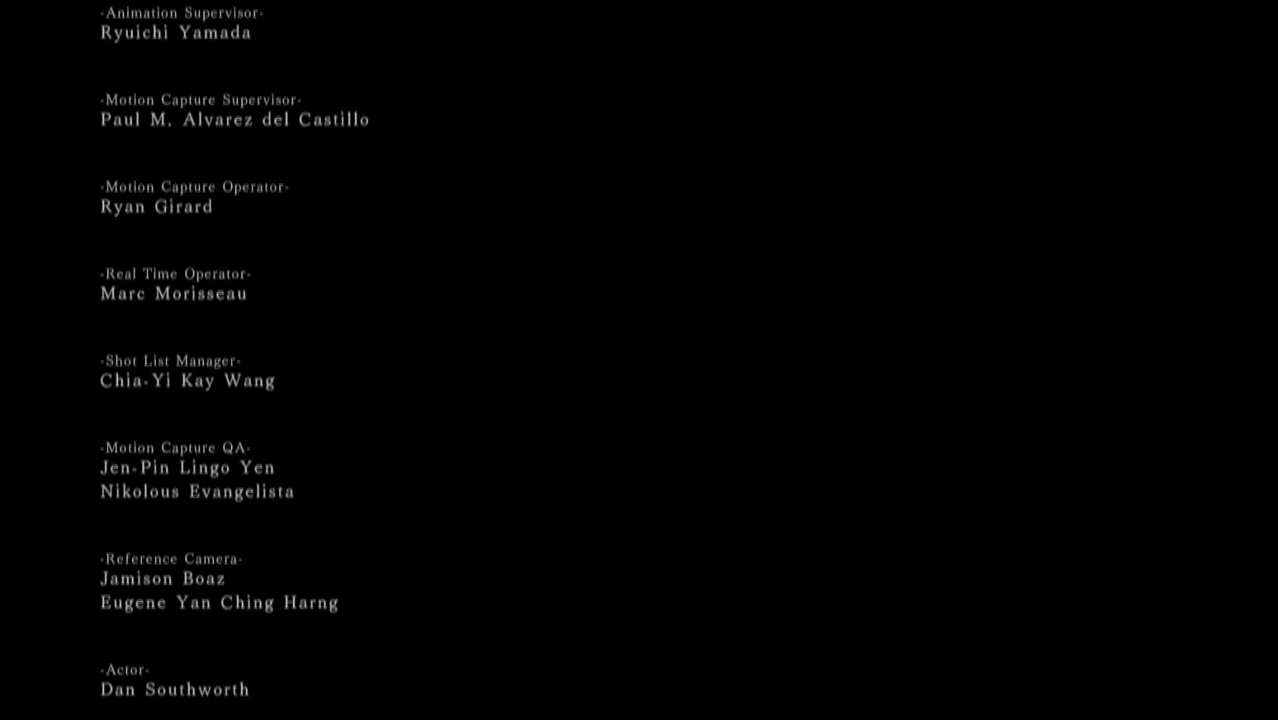 -Animation Supervisor-
Ryuichi Yamada
-Motion Capture Supervisor-
Paul M. Alvarez del Castillo
-Motion Capture Operator-
Ryan Girard
-Real Time Operator-
Marc Morisseau
-Shot List Manager-
Chia-Yi Kay Wang
-Motion Capture QA-
Jen-Pin Lingo Yen
Nikolous Evangelista
-Reference Camera-
Jamison Boaz
Eugene Yan Ching Harng
-Actor-
Dan Southworth